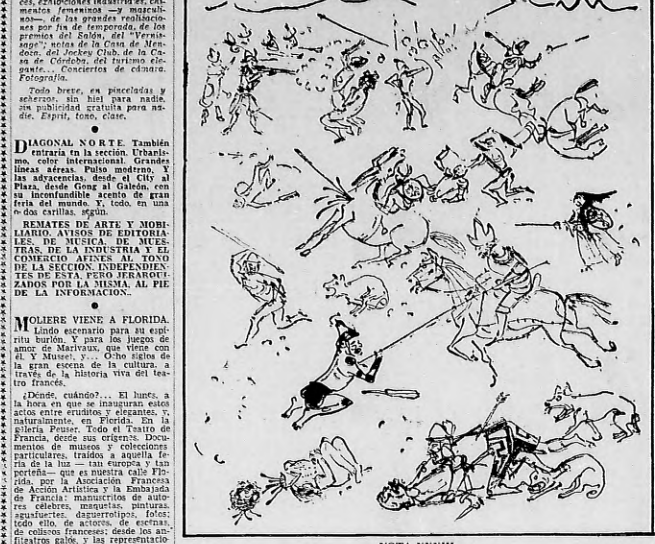 ces, exhibiciones industriales, chi-
mentos femeninos —y masculi-
nos—, de las grandes realizacio-
nes por fin de temporada, de los
premios del Salón, del "Vernis-
sage"; notas de la Casa de Men-
doza, del Jockey Club, de la Ca-
sa de Córdoba, del turismo ele-
gante... Conciertos de cámara.
Fotografía.
Todo breve, en pinceladas y
scherzos, sin hiel para nadie,
sin publicidad gratuita para na-
die. Esprit, tono, clase.
DIAGONAL NORTE. También
entraría en la sección. Urbanis-
mo, color internacional. Grandes
líneas aéreas. Pulso moderno. Y
las adyacencias, desde el City al
Plaza, desde Gong al Galeón, con
su inconfundible acento de gran
feria del mundo. Y, todo, en una
o dos carillas, según.
REMATES DE ARTE Y MOBI-
LIARIO. AVISOS DE EDITORIA-
LES, DE MUSICA, DE MUES-
TRAS, DE LA INDUSTRIA Y EL
COMERCIO AFINES AL TONO
DE LA SECCION, INDEPENDIEN-
TES DE ESTA, PERO JERARQUI-
ZADOS POR LA MISMA, AL PIE
DE LA INFORMACION.
MOLIERE VIENE A FLORIDA.
Lindo escenario para su espí-
ritu burlón. Y para los juegos de
amor de Marivaux, que viene con
él. Y Musset, y... Ocho siglos de
la gran escena de la cultura, a
través de la historia viva del tea-
tro francés.
¿Dónde, cuándo?... El lunes, a
la hora en que se inauguran estos
actos entre eruditos y elegantes, y,
naturalmente, en Florida. En la
galería Peuser. Todo el Teatro de
Francia, desde sus orígenes. Docu-
mentos de museos y colecciones
particulares, traídos a aquella fe-
ria de la luz — tan europea y tan
porteña— que es nuestra calle Flo-
rida, por la Asociación Francesa
de Acción Artística y la Embajada
de Francia: manuscritos de auto-
res célebres, maquetas, pinturas,
aguafuertes, daguerrotipos, fotos;
todo ello, de actores, de escenas,
de coliseos franceses; desde los an-
fiteatros galos, y las representacio-